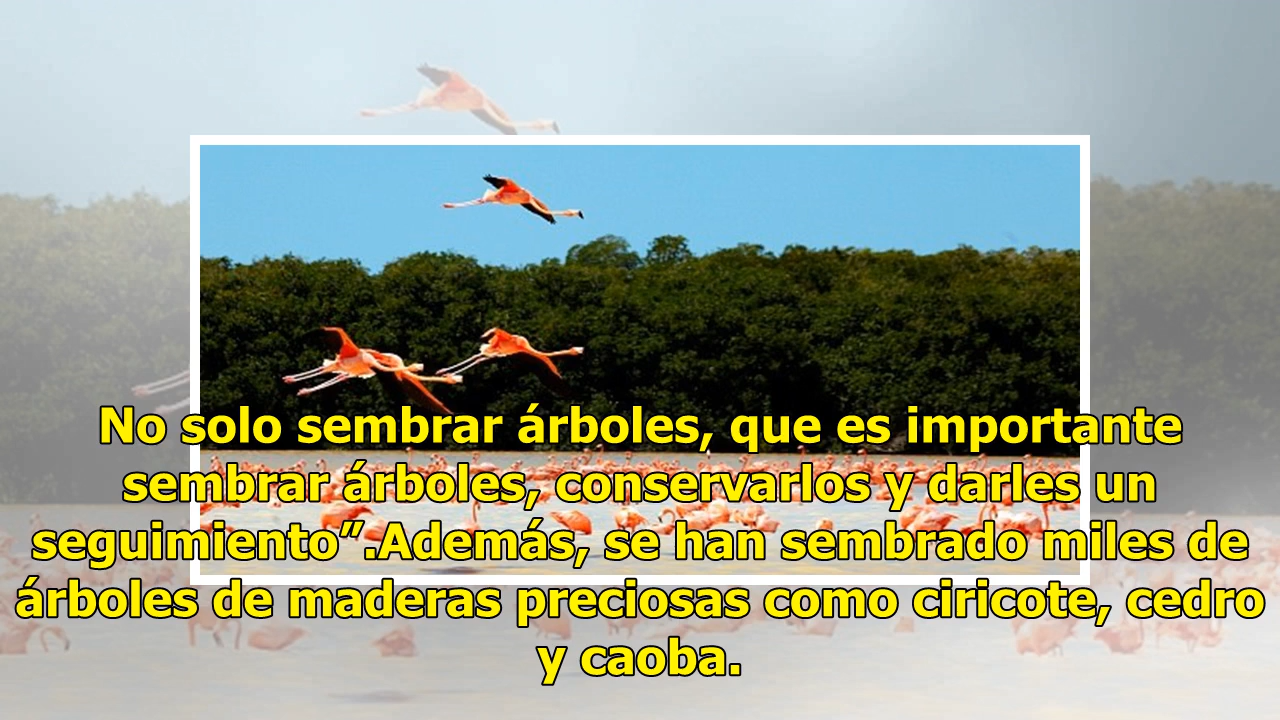 No solo sembrar árboles, que es importante
sembrar árboles, conservarlos y darles un
seguimiento”.Además, se han sembrado miles de
árboles de maderas preciosas como ciricote, cedro
y caoba.